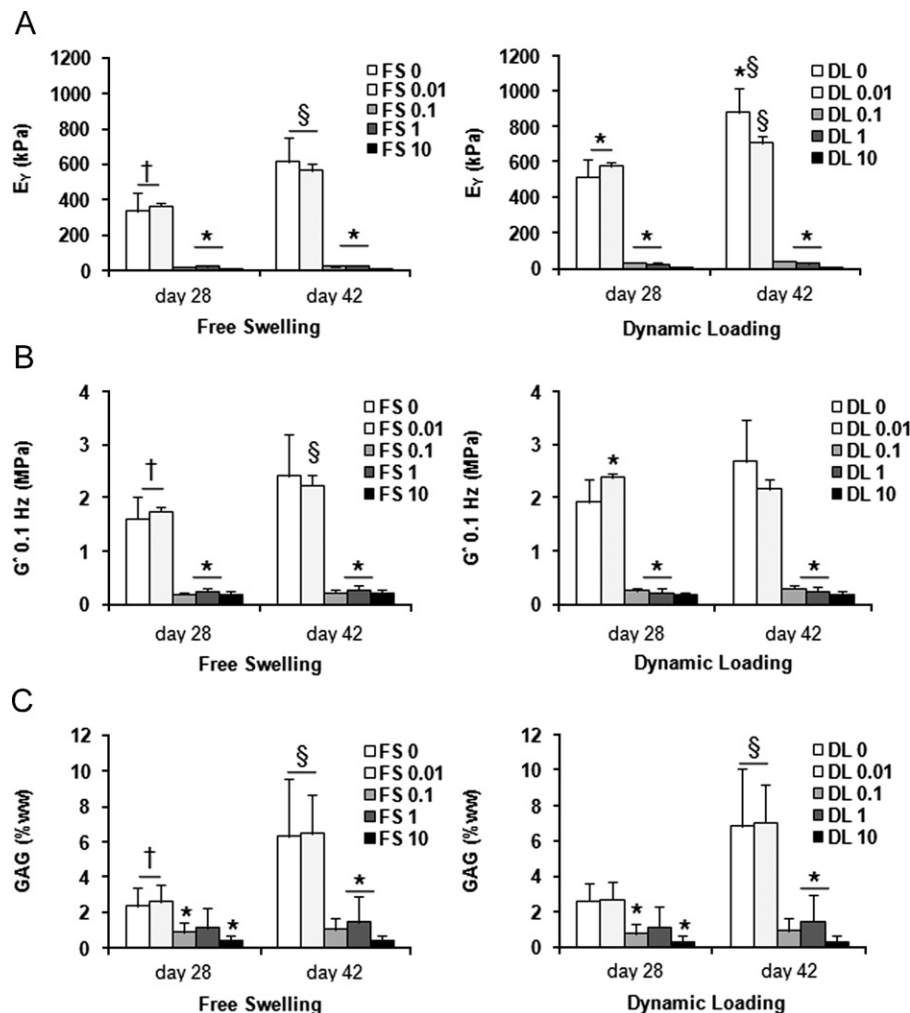 A
1200
1000
800
600
400
200
0
E_Y (kPa)
†
*
§
*
FS 0
FS 0.01
FS 0.1
FS 1
FS 10
day 28
day 42
Free Swelling
1200
1000
800
600
400
200
0
Eγ (kPa)
*
*
* §
§
*
DL 0
DL 0.01
DL 0.1
DL 1
DL 10
day 28
day 42
Dynamic Loading
B
4
3
2
1
0
G* 0.1 Hz (MPa)
†
*
§
*
FS 0
FS 0.01
FS 0.1
FS 1
FS 10
day 28
day 42
Free Swelling
4
3
2
1
0
G* 0.1 Hz (MPa)
*
*
*
DL 0
DL 0.01
DL 0.1
DL 1
DL 10
day 28
day 42
Dynamic Loading
C
12
10
8
6
4
2
0
GAG (%ww)
†
*
*
§
*
FS 0
FS 0.01
FS 0.1
FS 1
FS 10
day 28
day 42
Free Swelling
12
10
8
6
4
2
0
GAG (%ww)
*
*
§
*
DL 0
DL 0.01
DL 0.1
DL 1
DL 10
day 28
day 42
Dynamic Loading